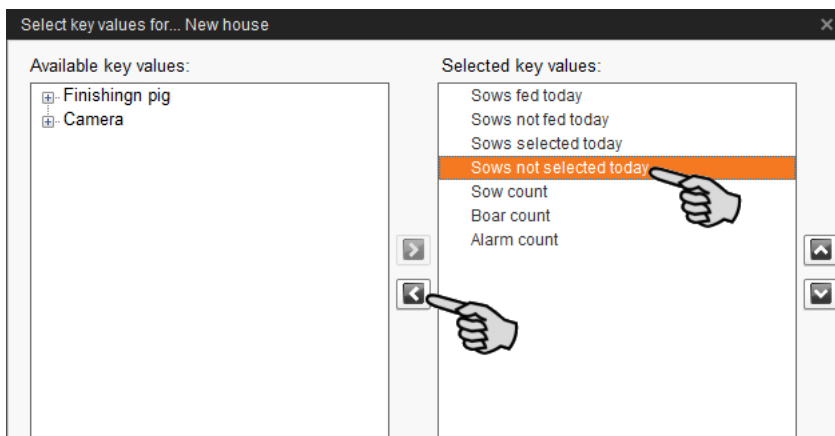 Select key values for... New house
Available key values:
Finishingn pig
Camera
Selected key values:
Sows fed today
Sows not fed today
Sows selected today
Sows not selected today
Sow count
Boar count
Alarm count